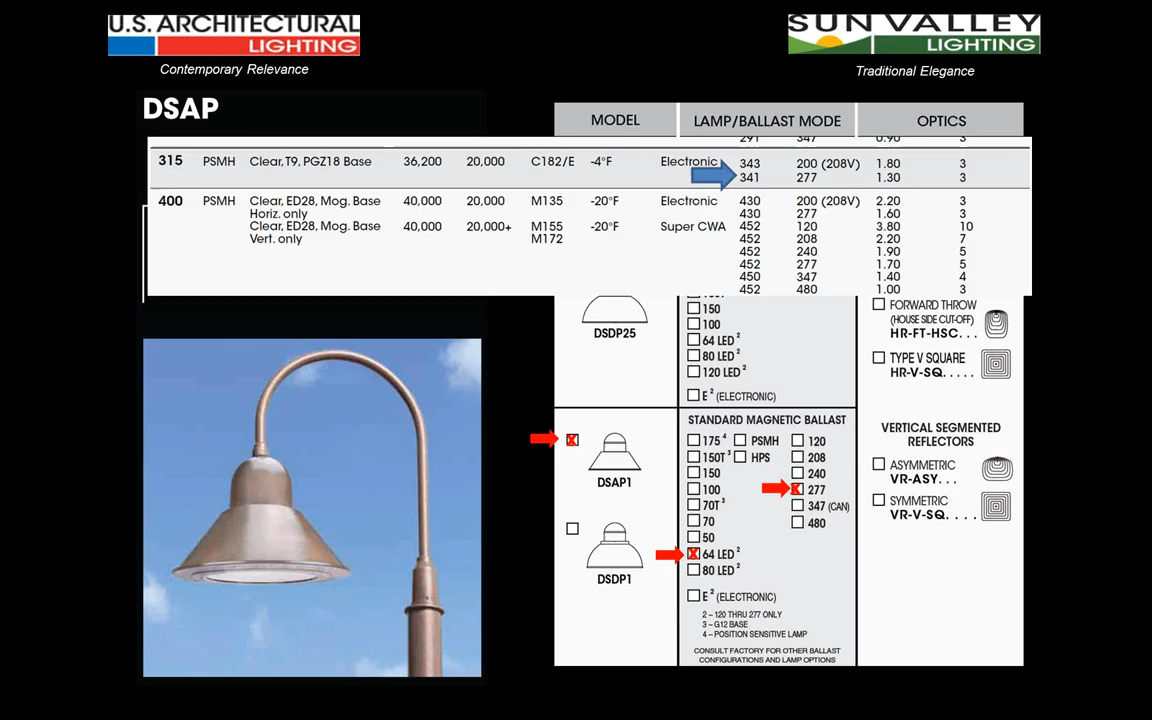 U.S. ARCHITECTURAL
LIGHTING
Contemporary Relevance
SUN VALLEY
LIGHTING
Traditional Elegance
DSAP
MODEL LAMP/BALLAST MODE OPTICS
291 347 0.90 3
315 PSMH Clear, T9, PGZ18 Base 36,200 20,000 C182/E -4°F Electronic 343 200 (208V) 1.80 3
341 277 1.30 3
400 PSMH Clear, ED28, Mog. Base 40,000 20,000 M135 -20°F Electronic 430 200 (208V) 2.20 3
Horiz. only 430 277 1.60 3
Clear, ED28, Mog. Base 40,000 20,000+ M155 -20°F Super CWA 452 120 3.80 10
Vert. only M172 452 208 2.20 7
452 240 1.90 5
452 277 1.70 5
450 347 1.40 4
452 480 1.00 3
DSDP25
150
100
64 LED 2
80 LED 2
120 LED 2
E 2 (ELECTRONIC)
FORWARD THROW
(HOUSE SIDE CUT-OFF)
HR-FT-HSC. . .
TYPE V SQUARE
HR-V-SQ. . . . .
X
DSAP1
DSDP1
STANDARD MAGNETIC BALLAST
175 4 PSMH 120
150T 3 HPS 208
150 240
100 X 277
70T 3 347 (CAN)
70 480
50
X 64 LED 2
80 LED 2
E 2 (ELECTRONIC)
2 – 120 THRU 277 ONLY
3 – G12 BASE
4 – POSITION SENSITIVE LAMP
CONSULT FACTORY FOR OTHER BALLAST
CONFIGURATIONS AND LAMP OPTIONS
VERTICAL SEGMENTED
REFLECTORS
ASYMMETRIC
VR-ASY. . .
SYMMETRIC
VR-V-SQ. . . .